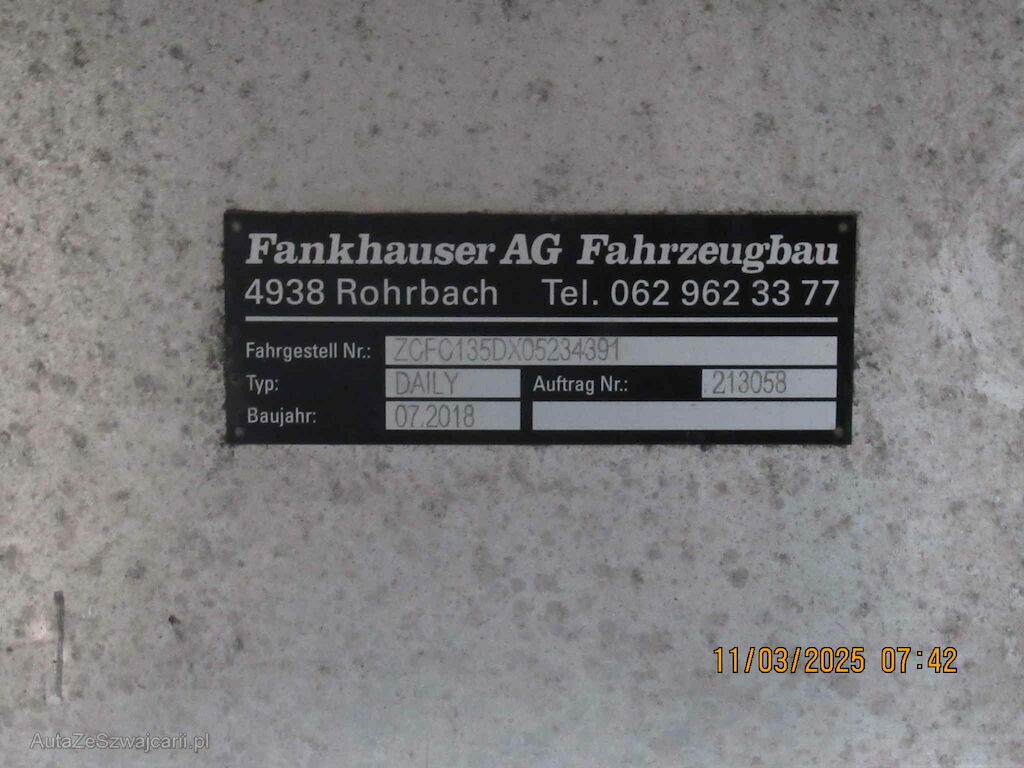 Fankhauser AG Fahrzeugbau
4938 Rohrbach Tel. 062 962 33 77
Fahrgestell Nr.: ZCFC135DX05234391
Typ: DAILY Auftrag Nr.: 213058
Baujahr: 07.2018
11/03/2025 07:42
AutaZeSzwajcarii.pl